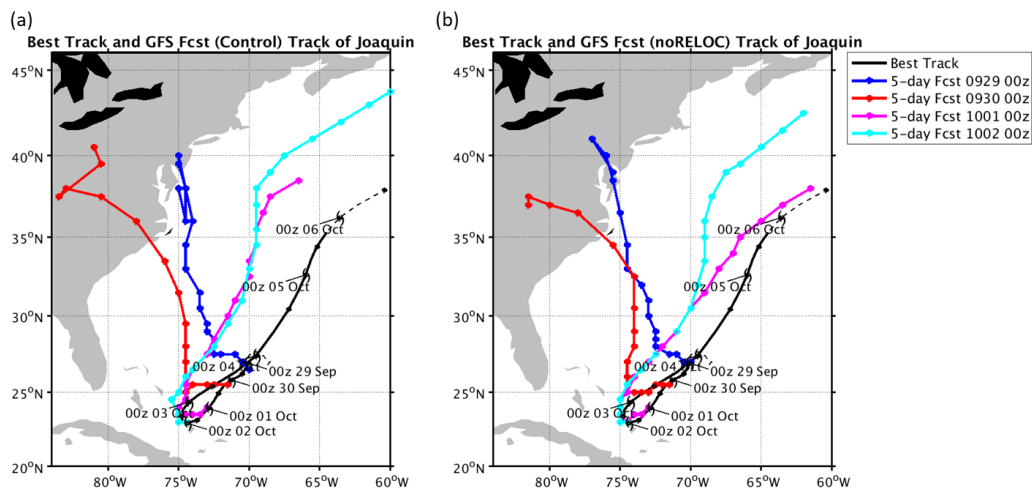 (a)
Best Track and GFS Fcst (Control) Track of Joaquin
45°N
40°N
35°N
30°N
25°N
20°N
80°W
75°W
70°W
65°W
60°W
00z 06 Oct
00z 05 Oct
00z 04
00z 29 Sep
00z 30 Sep
00z 03 Oct
00z 01 Oct
00z 02 Oct
(b)
Best Track and GFS Fcst (noRELOC) Track of Joaquin
45°N
40°N
35°N
30°N
25°N
20°N
80°W
75°W
70°W
65°W
60°W
00z 06 Oct
00z 05 Oct
00z 04
00z 29 Sep
00z 30 Sep
00z 03 Oct
00z 01 Oct
00z 02 Oct
Best Track
5-day Fcst 0929 00z
5-day Fcst 0930 00z
5-day Fcst 1001 00z
5-day Fcst 1002 00z